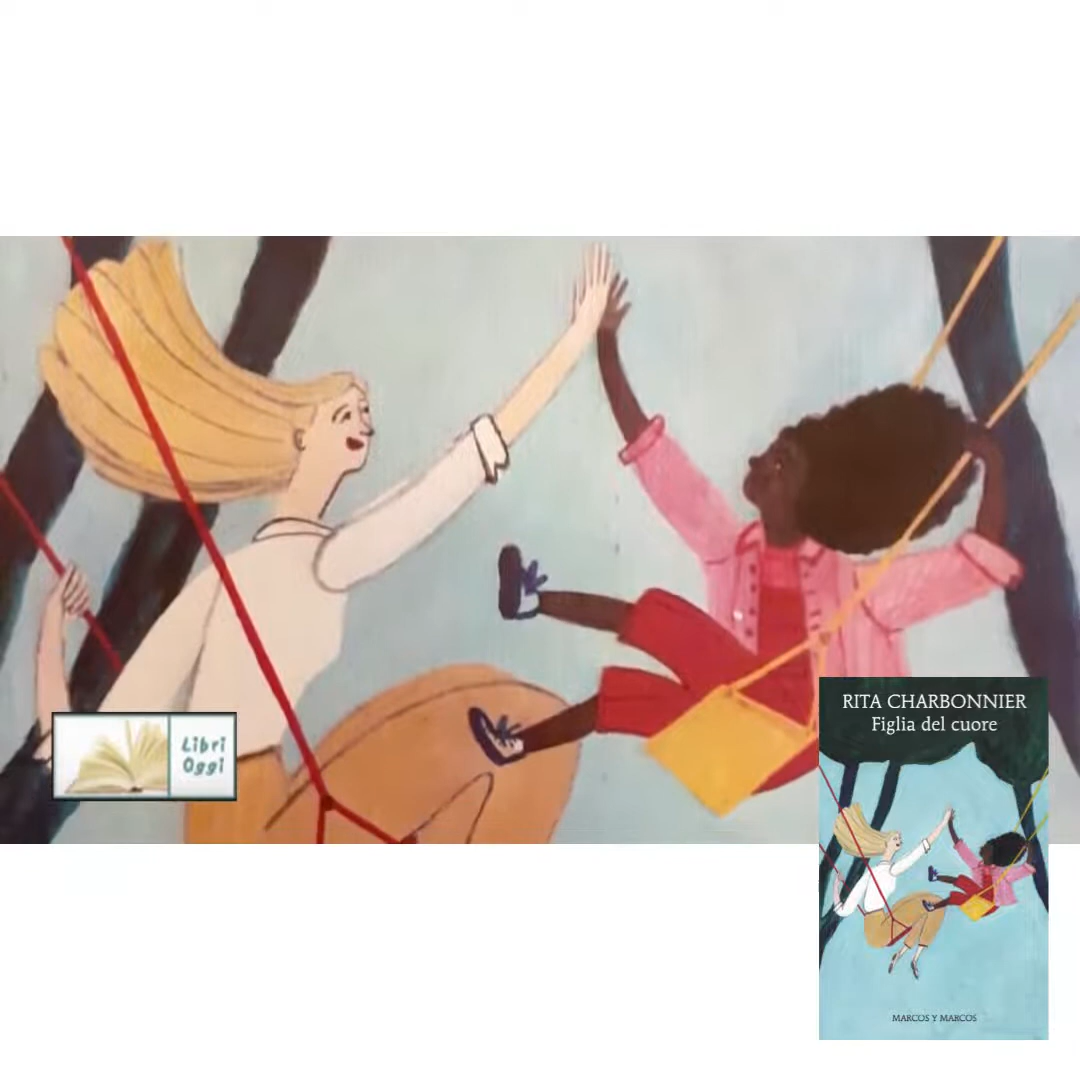 Libri
Oggi
RITA CHARBONNIER
Figlia del cuore
MARCOS Y MARCOS